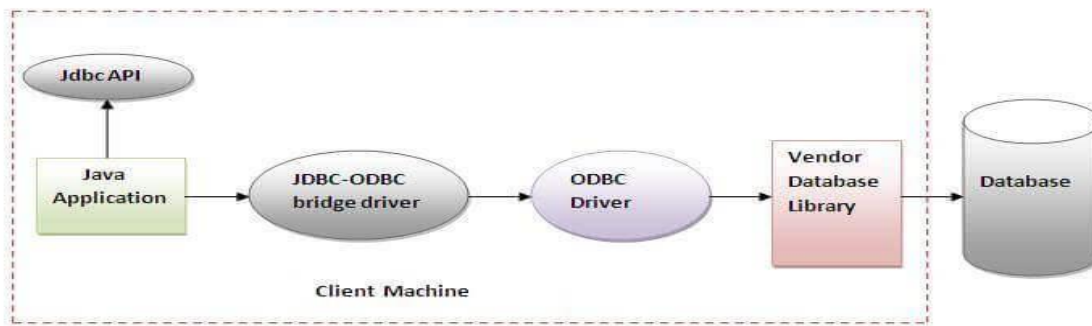 Jdbc API
Java
Application
JDBC-ODBC
bridge driver
ODBC
Driver
Vendor
Database
Library
Database
Client Machine